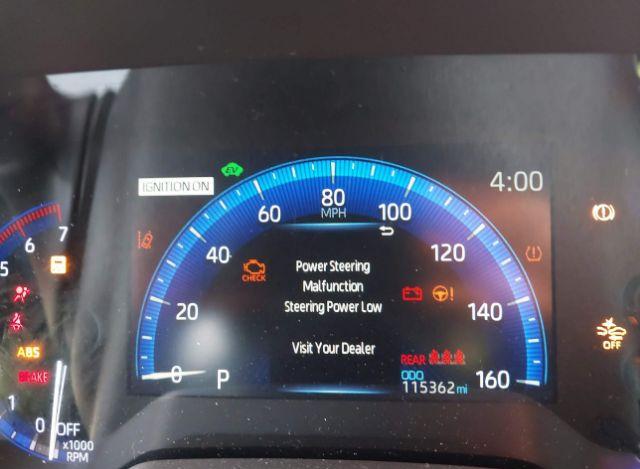 IGNITION ON
EV
4:00
80
MPH
60
100
40
120
20
140
0
160
7
6
5
1
0
OFF
x1000
RPM
ABS
BRAKE
CHECK
Power Steering
Malfunction
Steering Power Low
Visit Your Dealer
!
REAR
ODO
115362 mi
P
OFF